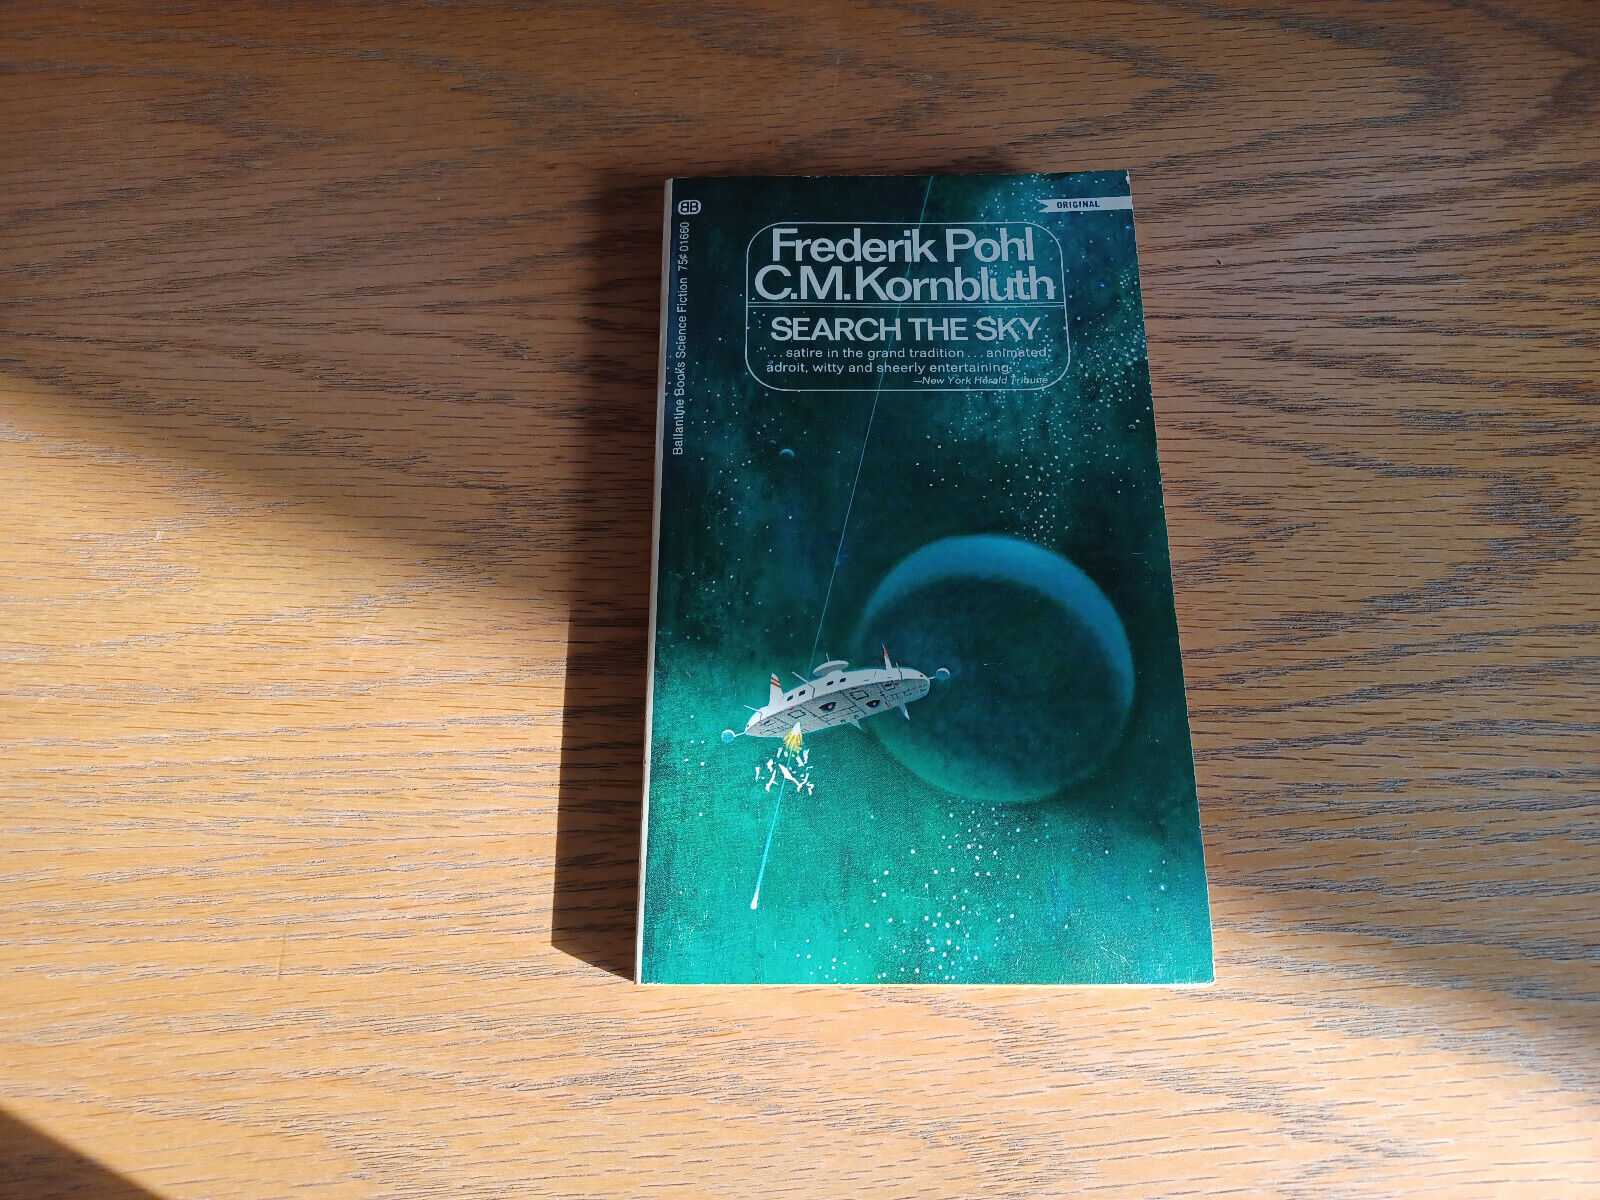 BB
ORIGINAL
Ballantine Books Science Fiction 75¢ 01660
Frederik Pohl
C.M.Kornbluth
SEARCH THE SKY
"...satire in the grand tradition...animated,
adroit, witty and sheerly entertaining."
—New York Herald Tribune